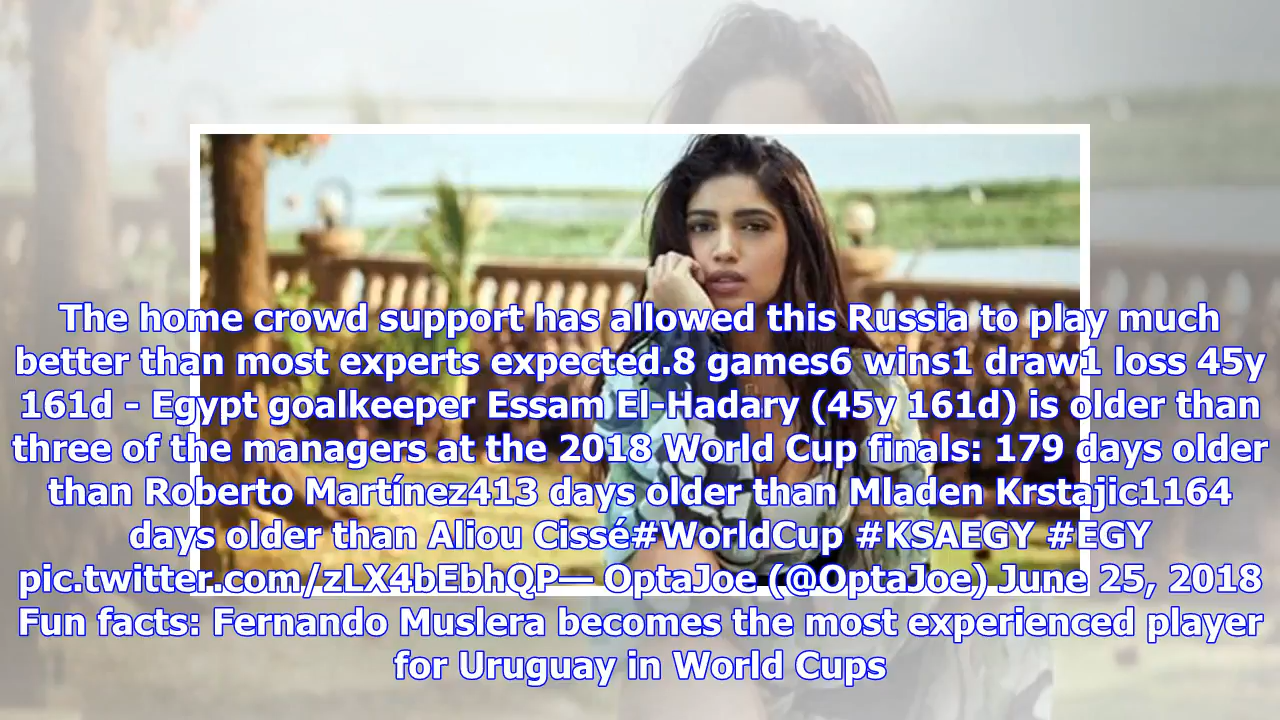 The home crowd support has allowed this Russia to play much
better than most experts expected.8 games6 wins1 draw1 loss 45y
161d - Egypt goalkeeper Essam El-Hadary (45y 161d) is older than
three of the managers at the 2018 World Cup finals: 179 days older
than Roberto Martínez413 days older than Mladen Krstajic1164
days older than Aliou Cissé#WorldCup #KSAEGY #EGY
pic.twitter.com/zLX4bEbhQP— OptaJoe (@OptaJoe) June 25, 2018
Fun facts: Fernando Muslera becomes the most experienced player
for Uruguay in World Cups